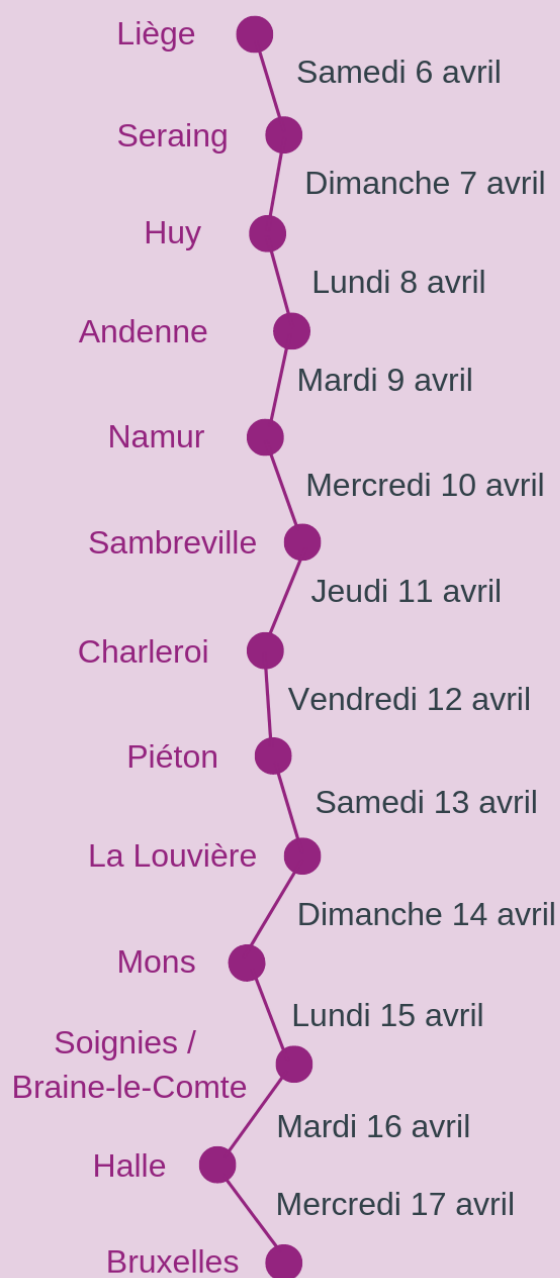 Liège
Samedi 6 avril
Seraing
Dimanche 7 avril
Huy
Lundi 8 avril
Andenne
Mardi 9 avril
Namur
Mercredi 10 avril
Sambreville
Jeudi 11 avril
Charleroi
Vendredi 12 avril
Piéton
Samedi 13 avril
La Louvière
Dimanche 14 avril
Mons
Lundi 15 avril
Soignies /
Braine-le-Comte
Mardi 16 avril
Halle
Mercredi 17 avril
Bruxelles